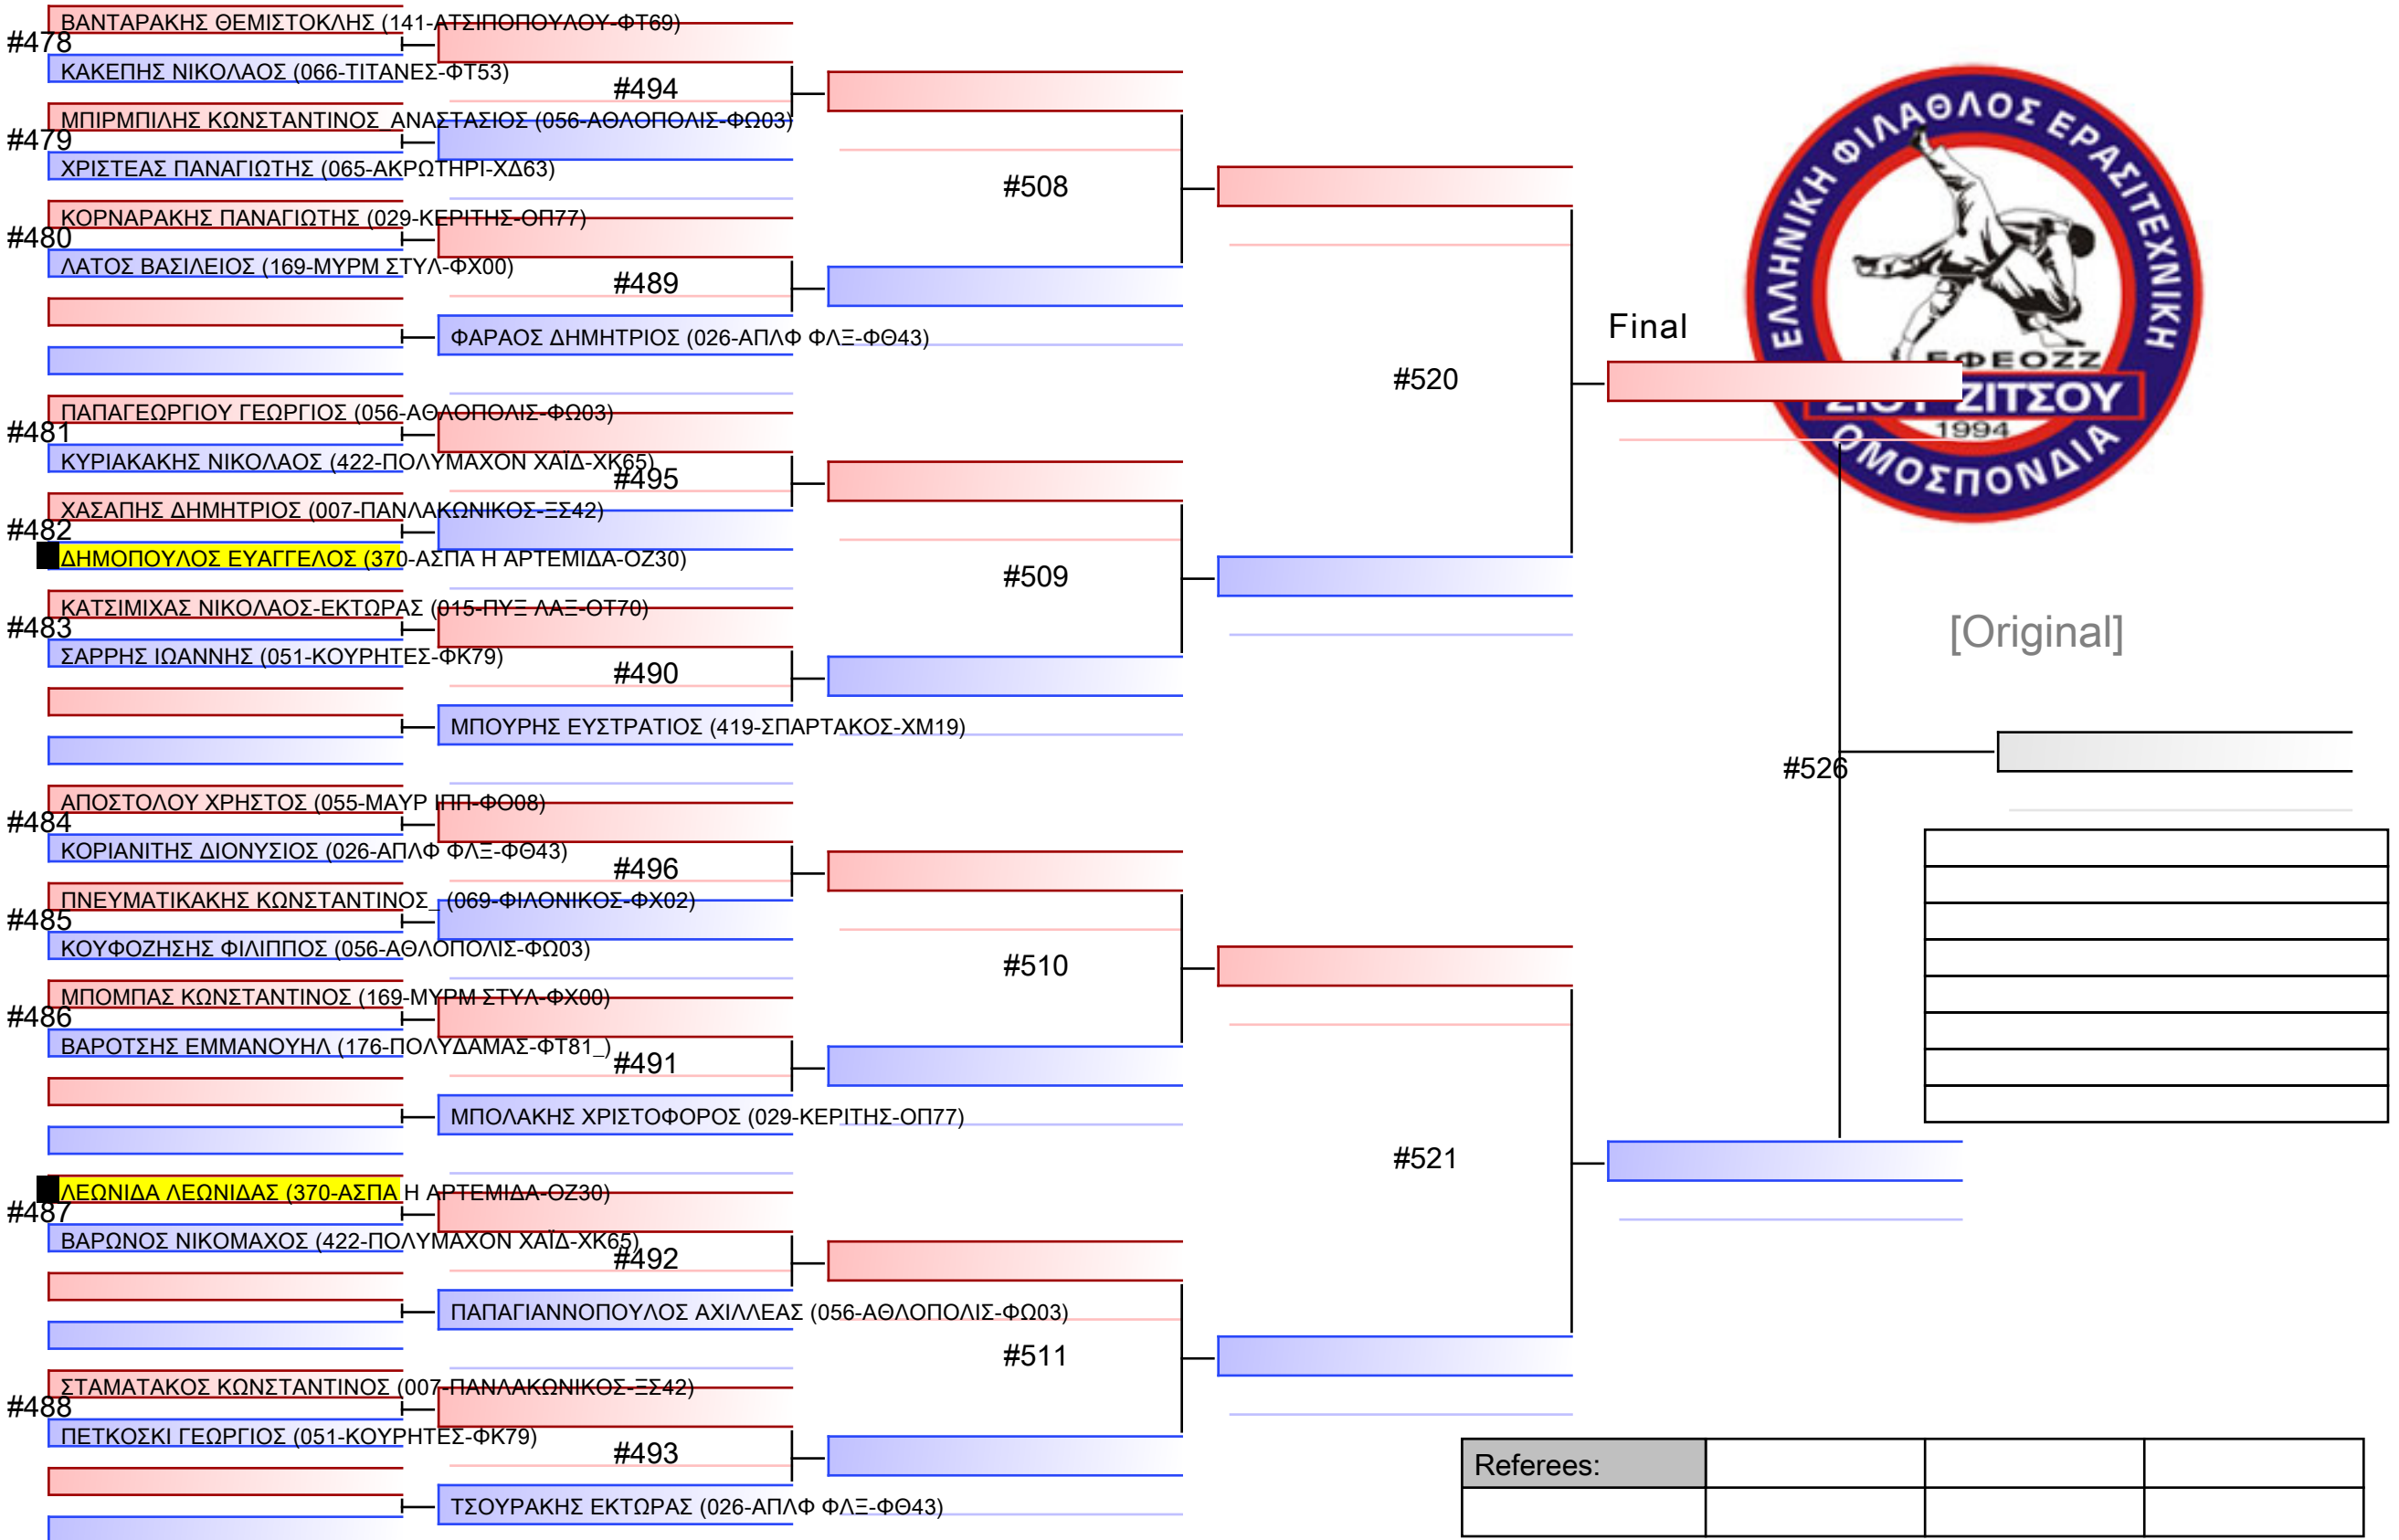 ΒΑΝΤΑΡΑΚΗΣ ΘΕΜΙΣΤΟΚΛΗΣ (141-ΑΤΣΙΠΟΠΟΥΛΟΥ-ΦΤ69)
#478
ΚΑΚΕΠΗΣ ΝΙΚΟΛΑΟΣ (066-ΤΙΤΑΝΕΣ-ΦΤ53)
#494
ΜΠΙΡΜΠΙΛΗΣ ΚΩΝΣΤΑΝΤΙΝΟΣ_ΑΝΑΣΤΑΣΙΟΣ (056-ΑΘΛΟΠΟΛΙΣ-ΦΩ03)
#479
ΧΡΙΣΤΕΑΣ ΠΑΝΑΓΙΩΤΗΣ (065-ΑΚΡΩΤΗΡΙ-ΧΔ63)
#508
ΚΟΡΝΑΡΑΚΗΣ ΠΑΝΑΓΙΩΤΗΣ (029-ΚΕΡΙΤΗΣ-ΟΠ77)
#480
ΛΑΤΟΣ ΒΑΣΙΛΕΙΟΣ (169-ΜΥΡΜ ΣΤΥΛ-ΦΧ00)
#489
ΦΑΡΑΟΣ ΔΗΜΗΤΡΙΟΣ (026-ΑΠΛΦ ΦΛΞ-ΦΘ43)
#520
Final
ΕΛΛΗΝΙΚΗ ΦΙΛΑΘΛΟΣ ΕΡΑΣΙΤΕΧΝΙΚΗ
ΕΦΕΟΖΖ
ΖΙΟΥ ΖΙΤΣΟΥ
1994
ΟΜΟΣΠΟΝΔΙΑ
ΠΑΠΑΓΕΩΡΓΙΟΥ ΓΕΩΡΓΙΟΣ (056-ΑΘΛΟΠΟΛΙΣ-ΦΩ03)
#481
ΚΥΡΙΑΚΑΚΗΣ ΝΙΚΟΛΑΟΣ (422-ΠΟΛΥΜΑΧΟΝ ΧΑΪΔ-ΧΚ65)
#495
ΧΑΣΑΠΗΣ ΔΗΜΗΤΡΙΟΣ (007-ΠΑΝΛΑΚΩΝΙΚΟΣ-ΞΣ42)
#482
ΔΗΜΟΠΟΥΛΟΣ ΕΥΑΓΓΕΛΟΣ (370-ΑΣΠΑ Η ΑΡΤΕΜΙΔΑ-ΟΖ30)
#509
ΚΑΤΣΙΜΙΧΑΣ ΝΙΚΟΛΑΟΣ-ΕΚΤΩΡΑΣ (015-ΠΥΞ ΛΑΞ-ΟΤ70)
#483
ΣΑΡΡΗΣ ΙΩΑΝΝΗΣ (051-ΚΟΥΡΗΤΕΣ-ΦΚ79)
#490
ΜΠΟΥΡΗΣ ΕΥΣΤΡΑΤΙΟΣ (419-ΣΠΑΡΤΑΚΟΣ-ΧΜ19)
[Original]
#526
ΑΠΟΣΤΟΛΟΥ ΧΡΗΣΤΟΣ (055-ΜΑΥΡ ΙΠΠ-ΦΟ08)
#484
ΚΟΡΙΑΝΙΤΗΣ ΔΙΟΝΥΣΙΟΣ (026-ΑΠΛΦ ΦΛΞ-ΦΘ43)
#496
ΠΝΕΥΜΑΤΙΚΑΚΗΣ ΚΩΝΣΤΑΝΤΙΝΟΣ_ (069-ΦΙΛΟΝΙΚΟΣ-ΦΧ02)
#485
ΚΟΥΦΟΖΗΣΗΣ ΦΙΛΙΠΠΟΣ (056-ΑΘΛΟΠΟΛΙΣ-ΦΩ03)
#510
ΜΠΟΜΠΑΣ ΚΩΝΣΤΑΝΤΙΝΟΣ (169-ΜΥΡΜ ΣΤΥΛ-ΦΧ00)
#486
ΒΑΡΟΤΣΗΣ ΕΜΜΑΝΟΥΗΛ (176-ΠΟΛΥΔΑΜΑΣ-ΦΤ81_)
#491
ΜΠΟΛΑΚΗΣ ΧΡΙΣΤΟΦΟΡΟΣ (029-ΚΕΡΙΤΗΣ-ΟΠ77)
#521
ΛΕΩΝΙΔΑ ΛΕΩΝΙΔΑΣ (370-ΑΣΠΑ Η ΑΡΤΕΜΙΔΑ-ΟΖ30)
#487
ΒΑΡΩΝΟΣ ΝΙΚΟΜΑΧΟΣ (422-ΠΟΛΥΜΑΧΟΝ ΧΑΪΔ-ΧΚ65)
#492
ΠΑΠΑΓΙΑΝΝΟΠΟΥΛΟΣ ΑΧΙΛΛΕΑΣ (056-ΑΘΛΟΠΟΛΙΣ-ΦΩ03)
#511
ΣΤΑΜΑΤΑΚΟΣ ΚΩΝΣΤΑΝΤΙΝΟΣ (007-ΠΑΝΛΑΚΩΝΙΚΟΣ-ΞΣ42)
#488
ΠΕΤΚΟΣΚΙ ΓΕΩΡΓΙΟΣ (051-ΚΟΥΡΗΤΕΣ-ΦΚ79)
#493
ΤΣΟΥΡΑΚΗΣ ΕΚΤΩΡΑΣ (026-ΑΠΛΦ ΦΛΞ-ΦΘ43)
Referees: